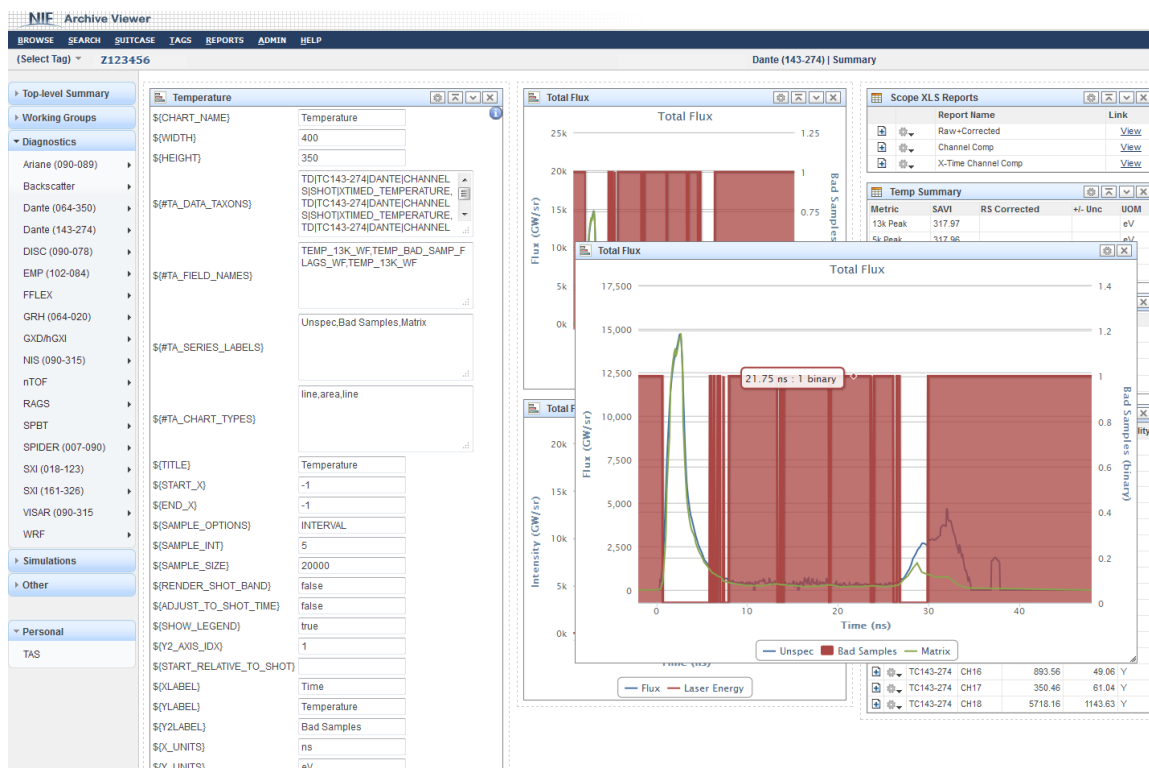 NIF Archive Viewer
BROWSE SEARCH SUITCASE TAGS REPORTS ADMIN HELP
(Select Tag) Z123456
Dante (143-274) | Summary
Top-level Summary
Working Groups
Diagnostics
Ariane (090-089)
Backscatter
Dante (064-350)
Dante (143-274)
DISC (090-078)
EMP (102-084)
FFLEX
GRH (064-020)
GXD/hGXI
NIS (090-315)
nTOF
RAGS
SPBT
SPIDER (007-090)
SXI (018-123)
SXI (161-326)
VISAR (090-315
WRF
Simulations
Other
Personal
TAS
Temperature
${CHART_NAME} Temperature
${WIDTH} 400
${HEIGHT} 350
${#TA_DATA_TAXONS}
TD|TC143-274|DANTE|CHANNEL
S|SHOT|XTIMED_TEMPERATURE,
TD|TC143-274|DANTE|CHANNEL
S|SHOT|XTIMED_TEMPERATURE,
TD|TC143-274|DANTE|CHANNEL
${#TA_FIELD_NAMES}
TEMP_13K_WF,TEMP_BAD_SAMP_F
LAGS_WF,TEMP_13K_WF
${#TA_SERIES_LABELS}
Unspec,Bad Samples,Matrix
${#TA_CHART_TYPES}
line,area,line
${TITLE} Temperature
${START_X} -1
${END_X} -1
${SAMPLE_OPTIONS} INTERVAL
${SAMPLE_INT} 5
${SAMPLE_SIZE} 20000
${RENDER_SHOT_BAND} false
${ADJUST_TO_SHOT_TIME} false
${SHOW_LEGEND} true
${Y2_AXIS_IDX} 1
${START_RELATIVE_TO_SHOT}
${XLABEL} Time
${YLABEL} Temperature
${Y2LABEL} Bad Samples
${X_UNITS} ns
${Y_UNITS} eV
Total Flux
Total Flux
25k
20k
15k
10k
5k
0k
Flux (GW/sr)
1.25
1
0.75
Bad Samples
Total F
20k
15k
10k
5k
0k
Intensity (GW/sr)
Time (ns)
Flux Laser Energy
Scope XLS Reports
Report Name Link
Raw+Corrected View
Channel Comp View
X-Time Channel Comp View
Temp Summary
Metric SAVI RS Corrected +/- Unc UOM
13k Peak 317.97 eV
5k Peak 317.96 eV
Total Flux
Total Flux
17,500
15,000
12,500
10,000
7,500
5,000
2,500
0
Flux (GW/sr)
21.75 ns : 1 binary
1.4
1.2
1
0.8
0.6
0.4
0.2
0
Bad Samples (binary)
0 10 20 30 40
Time (ns)
Unspec Bad Samples Matrix
lity
TC143-274 CH16 893.56 49.06 Y
TC143-274 CH17 350.46 61.04 Y
TC143-274 CH18 5718.16 1143.63 Y